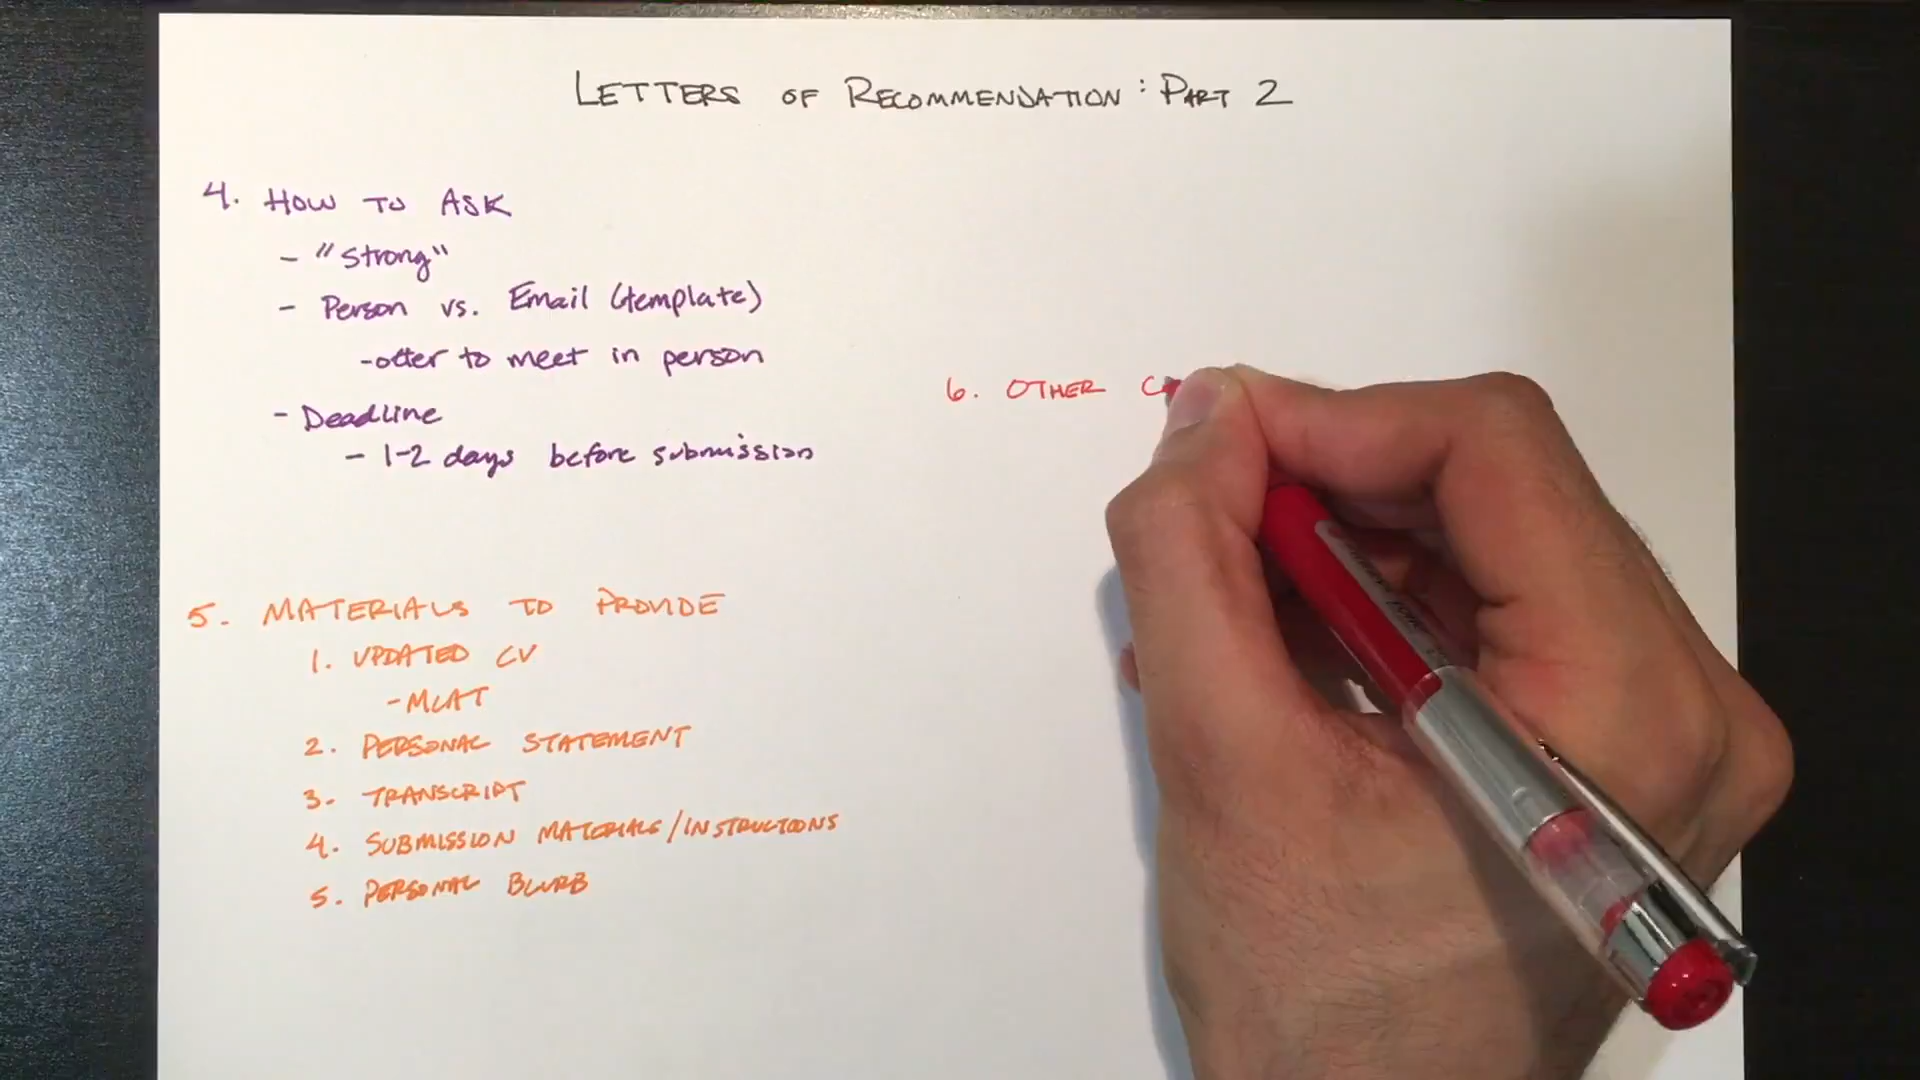 LETTERS OF RECOMMENDATION: PART 2
4. HOW TO ASK
- "Strong"
- Person vs. Email (template)
- offer to meet in person
- Deadline
- 1-2 days before submission
5. MATERIALS TO PROVIDE
1. UPDATED CV
- MCAT
2. PERSONAL STATEMENT
3. TRANSCRIPT
4. SUBMISSION MATERIALS/INSTRUCTIONS
5. PERSONAL BLURB
6. OTHER